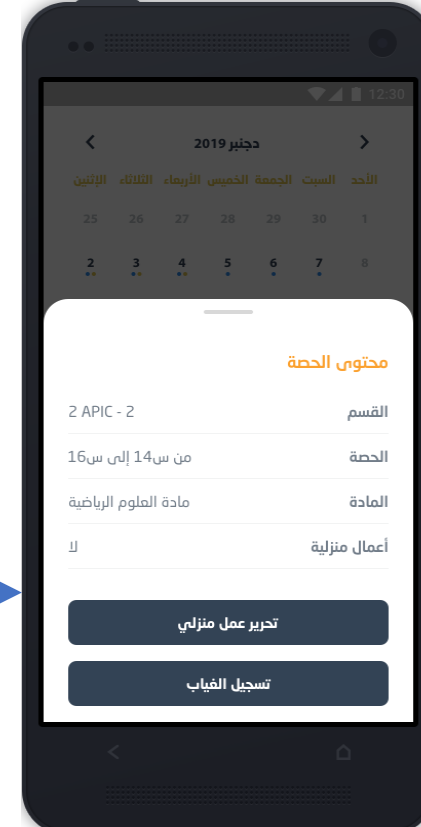 12:30
دجنبر 2019
الإثنين الثلاثاء الأربعاء الخميس الجمعة السبت الأحد
25 26 27 28 29 30 1
2 3 4 5 6 7 8
محتوى الحصة
القسم 2 APIC - 2
الحصة من س14 إلى س16
المادة مادة العلوم الرياضية
أعمال منزلية لا
تحرير عمل منزلي
تسجيل الغياب